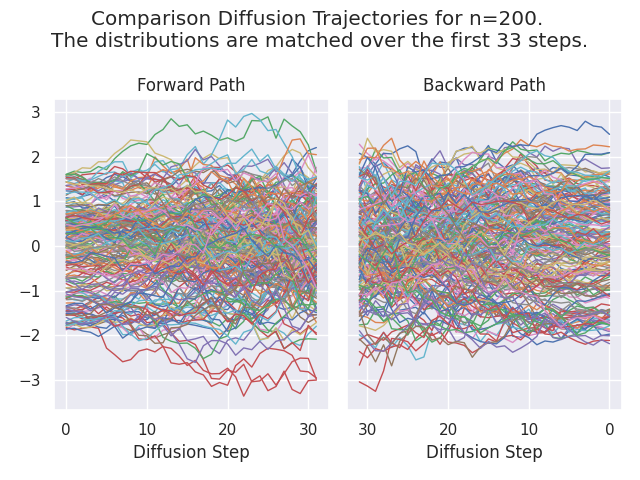 Comparison Diffusion Trajectories for n=200.
The distributions are matched over the first 33 steps.
Forward Path
Backward Path
3
2
1
0
−1
−2
−3
0 10 20 30
30 20 10 0
Diffusion Step
Diffusion Step